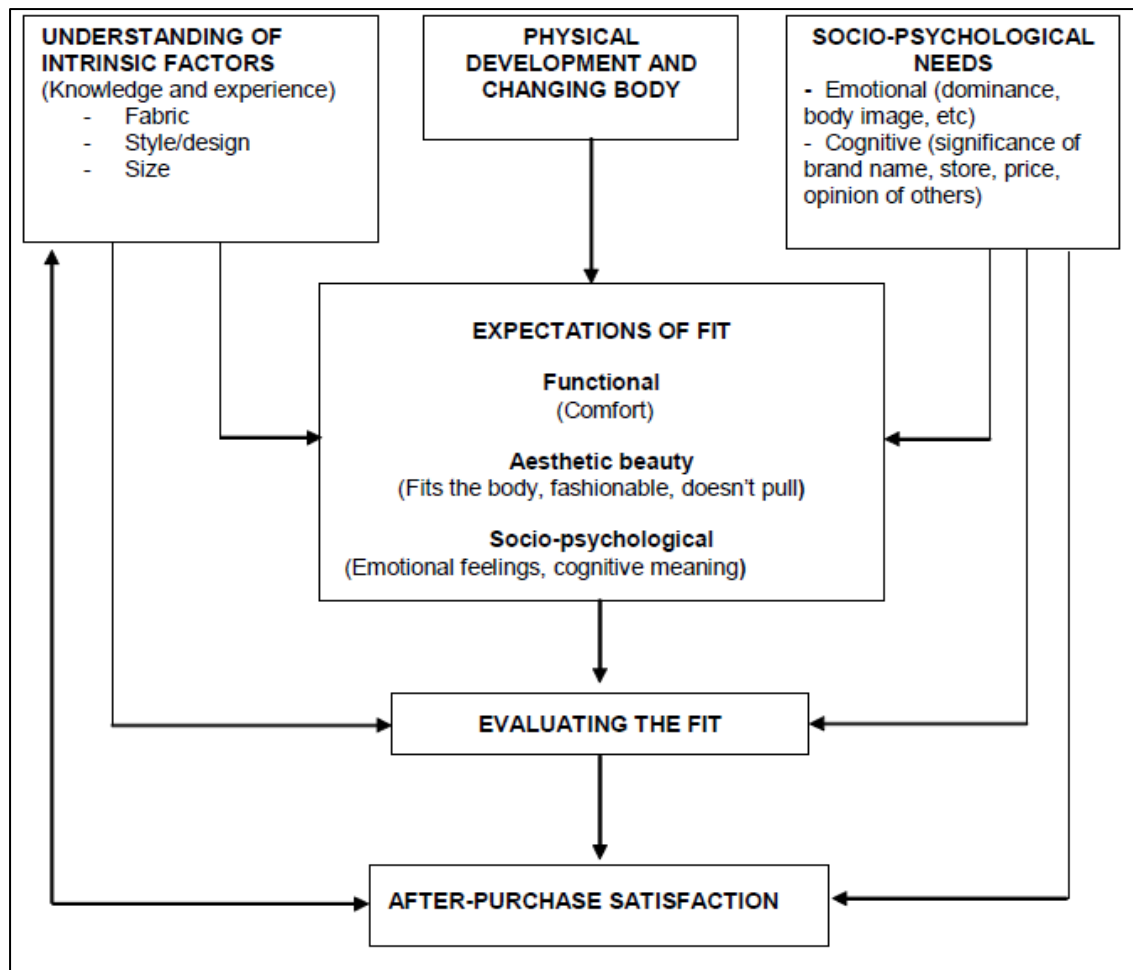 UNDERSTANDING OF
INTRINSIC FACTORS
(Knowledge and experience)
- Fabric
- Style/design
- Size
PHYSICAL
DEVELOPMENT AND
CHANGING BODY
SOCIO-PSYCHOLOGICAL
NEEDS
- Emotional (dominance,
body image, etc)
- Cognitive (significance of
brand name, store, price,
opinion of others)
EXPECTATIONS OF FIT
Functional
(Comfort)
Aesthetic beauty
(Fits the body, fashionable, doesn’t pull)
Socio-psychological
(Emotional feelings, cognitive meaning)
EVALUATING THE FIT
AFTER-PURCHASE SATISFACTION